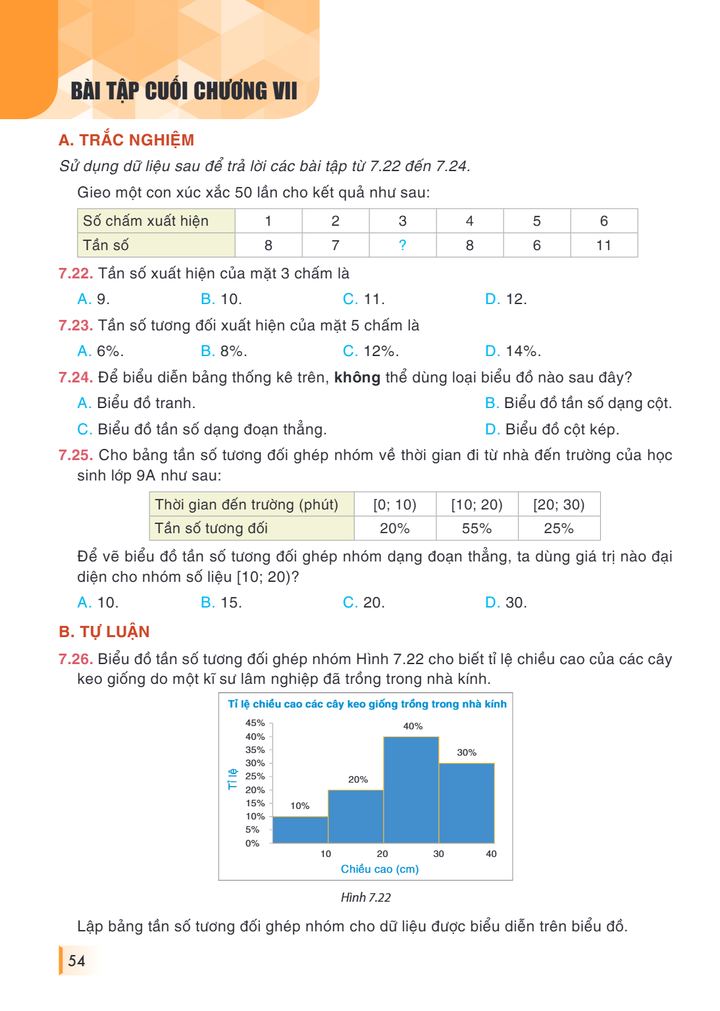 BÀI TẬP CUỐI CHƯƠNG VII
A. TRẮC NGHIỆM
Sử dụng dữ liệu sau để trả lời các bài tập từ 7.22 đến 7.24.
Gieo một con xúc xắc 50 lần cho kết quả như sau:
Số chấm xuất hiện 1 2 3 4 5 6
Tần số 8 7 ? 8 6 11
7.22. Tần số xuất hiện của mặt 3 chấm là
A. 9. B. 10. C. 11. D. 12.
7.23. Tần số tương đối xuất hiện của mặt 5 chấm là
A. 6%. B. 8%. C. 12%. D. 14%.
7.24. Để biểu diễn bảng thống kê trên, không thể dùng loại biểu đồ nào sau đây?
A. Biểu đồ tranh. B. Biểu đồ tần số dạng cột.
C. Biểu đồ tần số dạng đoạn thẳng. D. Biểu đồ cột kép.
7.25. Cho bảng tần số tương đối ghép nhóm về thời gian đi từ nhà đến trường của học
sinh lớp 9A như sau:
Thời gian đến trường (phút) [0; 10) [10; 20) [20; 30)
Tần số tương đối 20% 55% 25%
Để vẽ biểu đồ tần số tương đối ghép nhóm dạng đoạn thẳng, ta dùng giá trị nào đại
diện cho nhóm số liệu [10; 20)?
A. 10. B. 15. C. 20. D. 30.
B. TỰ LUẬN
7.26. Biểu đồ tần số tương đối ghép nhóm Hình 7.22 cho biết tỉ lệ chiều cao của các cây
keo giống do một kĩ sư lâm nghiệp đã trồng trong nhà kính.
Tỉ lệ chiều cao các cây keo giống trồng trong nhà kính
45%
40% 40%
35%
30% 30%
Tỉ lệ
25%
20% 20%
15% 10%
10%
5%
0%
10 20 30 40
Chiều cao (cm)
Hình 7.22
Lập bảng tần số tương đối ghép nhóm cho dữ liệu được biểu diễn trên biểu đồ.
54